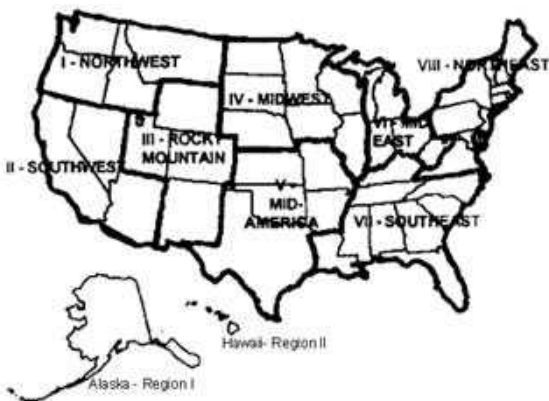 I - NORTHWEST
VIII - NORTHEAST
IV - MIDWEST
VI - MID
EAST
III - ROCKY
MOUNTAIN
II - SOUTHWEST
V -
MID-
AMERICA
VII - SOUTHEAST
Hawaii- Region II
Alaska - Region I